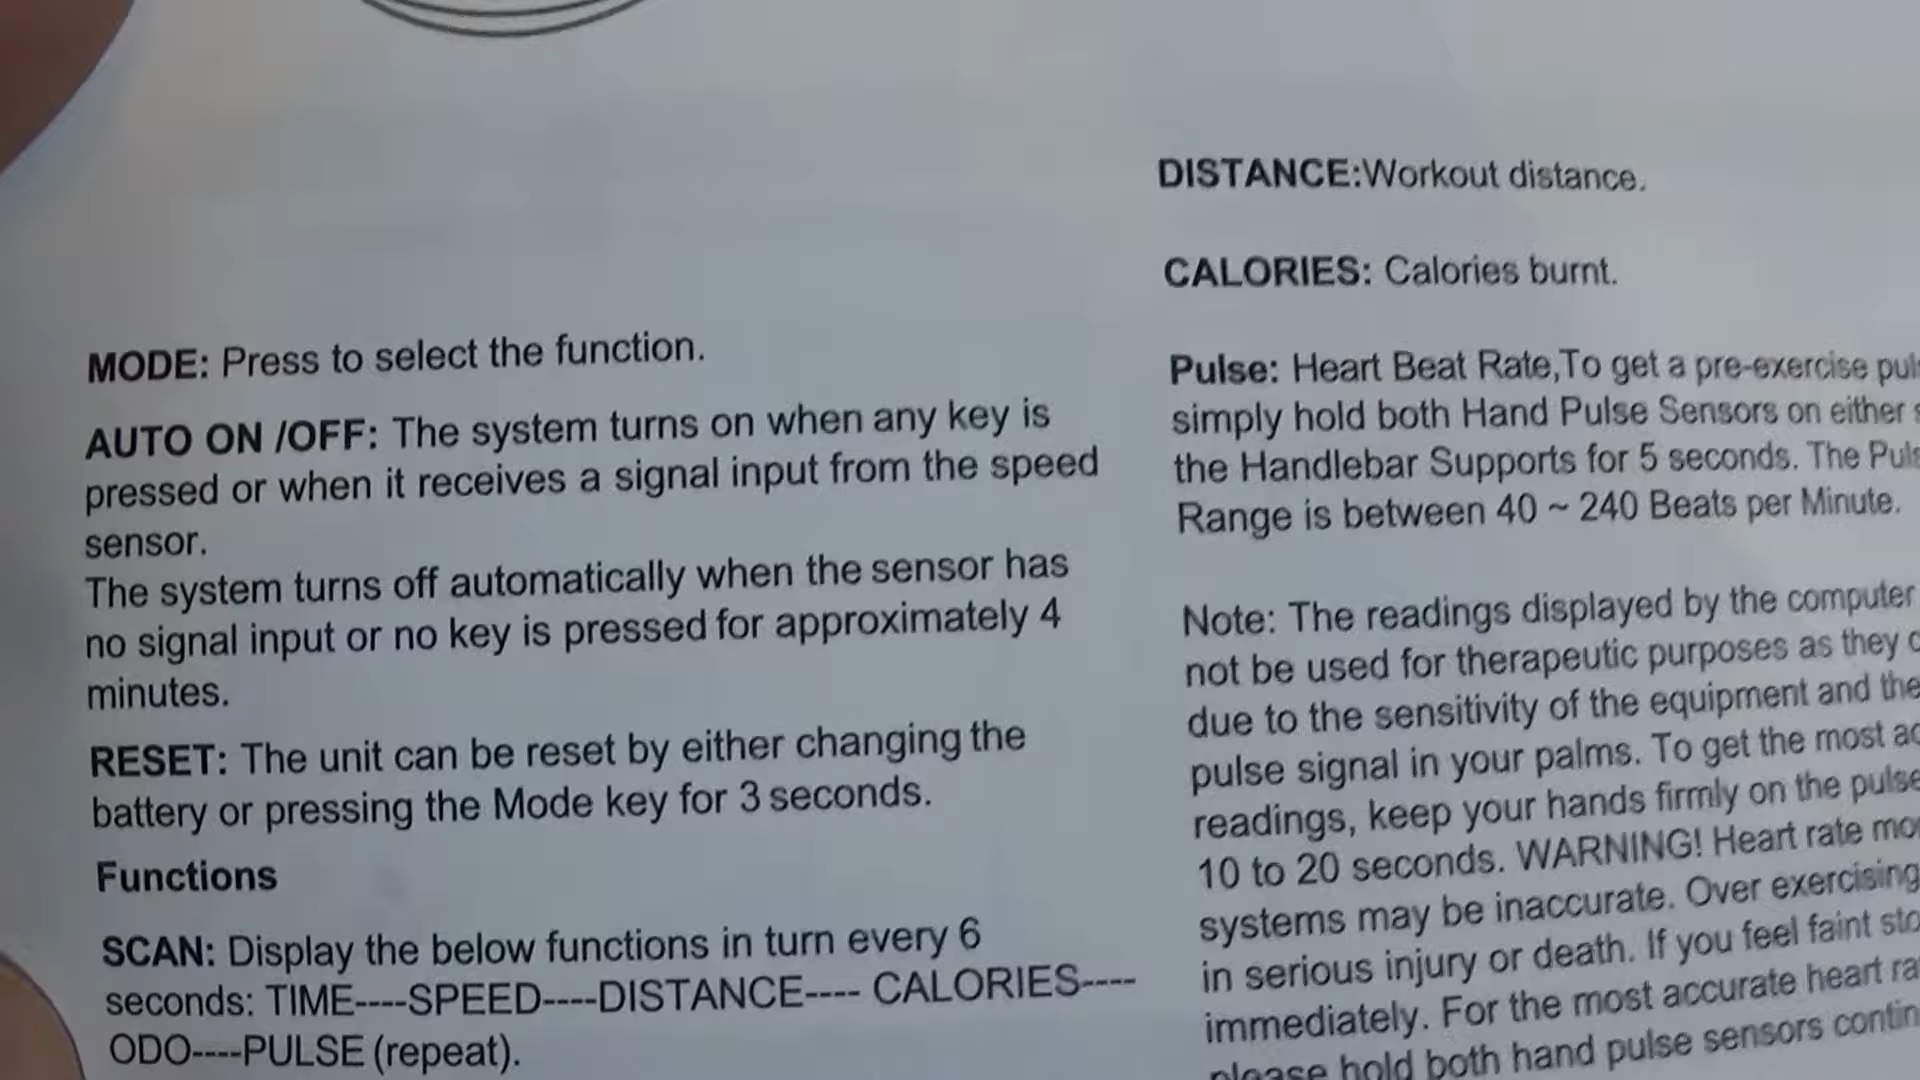 MODE: Press to select the function.
AUTO ON /OFF: The system turns on when any key is
pressed or when it receives a signal input from the speed
sensor.
The system turns off automatically when the sensor has
no signal input or no key is pressed for approximately 4
minutes.
RESET: The unit can be reset by either changing the
battery or pressing the Mode key for 3 seconds.
Functions
SCAN: Display the below functions in turn every 6
seconds: TIME----SPEED----DISTANCE---- CALORIES----
ODO----PULSE (repeat).
DISTANCE:Workout distance.
CALORIES: Calories burnt.
Pulse: Heart Beat Rate,To get a pre-exercise
simply hold both Hand Pulse Sensors on either
the Handlebar Supports for 5 seconds. The
Range is between 40 ~ 240 Beats per Minute.
Note: The readings displayed by the computer
not be used for therapeutic purposes as they
due to the sensitivity of the equipment and the
pulse signal in your palms. To get the most
readings, keep your hands firmly on the pulse
10 to 20 seconds. WARNING! Heart rate
systems may be inaccurate. Over exercising
in serious injury or death. If you feel faint
immediately. For the most accurate heart
please hold both hand pulse sensors